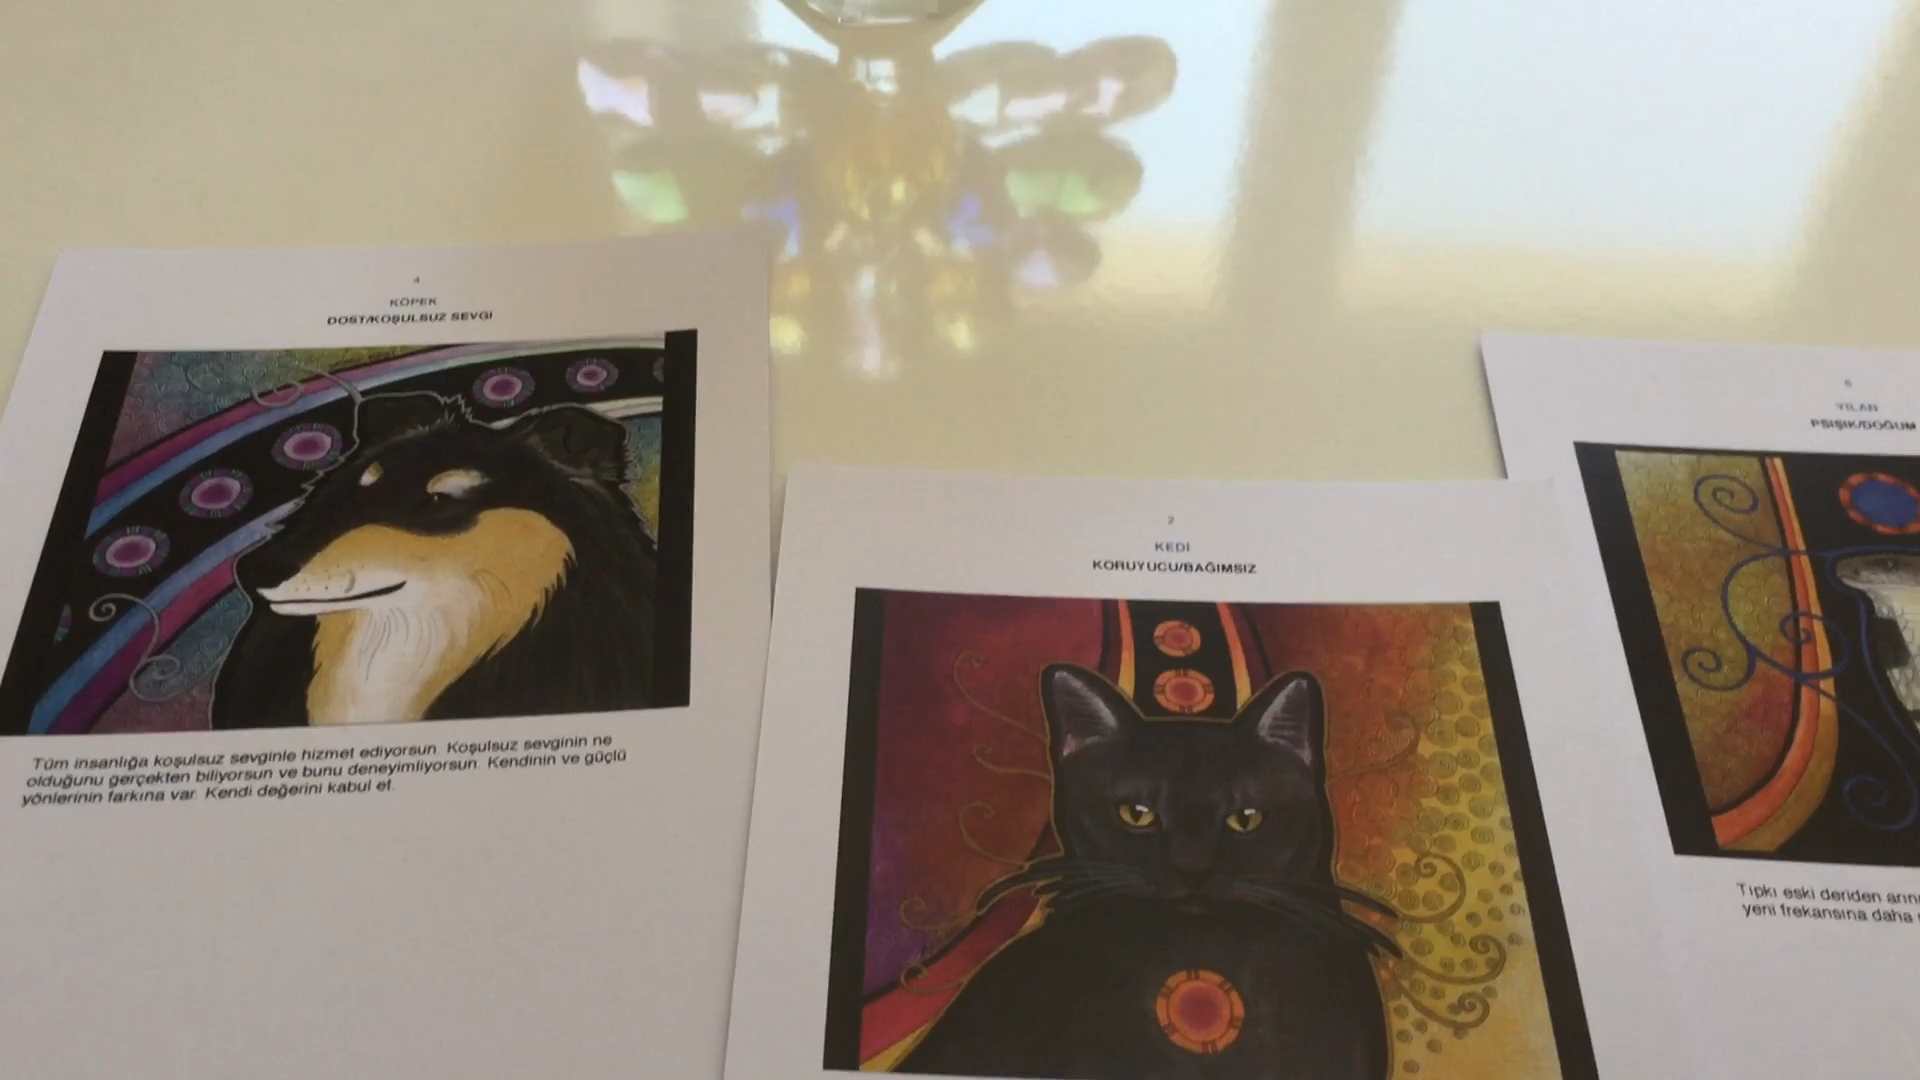 4
KÖPEK
DOST/KOŞULSUZ SEVGI
Tüm insanlığa koşulsuz sevginle hizmet ediyorsun. Koşulsuz sevginin ne
olduğunu gerçekten biliyorsun ve bunu deneyimliyorsun. Kendinin ve güçlü
yönlerinin farkına var. Kendi değerini kabul et.
2
KEDİ
KORUYUCU/BAĞIMSIZ
6
YILAN
PSIŞIK/DOĞUM
Tıpkı eski deriden arın
yeni frekansına daha